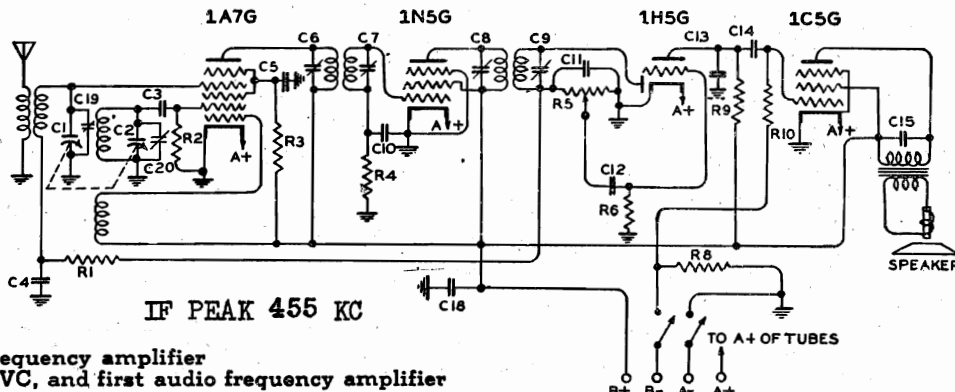 1A7G 1N5G 1H5G 1C5G
C6 C7 C8 C9 C13 C14
C19 C5 C11
C3 R5 A+ C15
C1 C2 R2 A+ R3 A+ R9 R10 A+
A A
C20 C10
R4 C12
R6
SPEAKER
C4 R1 R8
IF PEAK 455 KC C18
TO A+ OF TUBES
equency amplifier
VC, and first audio frequency amplifier
B+ B- A- A+